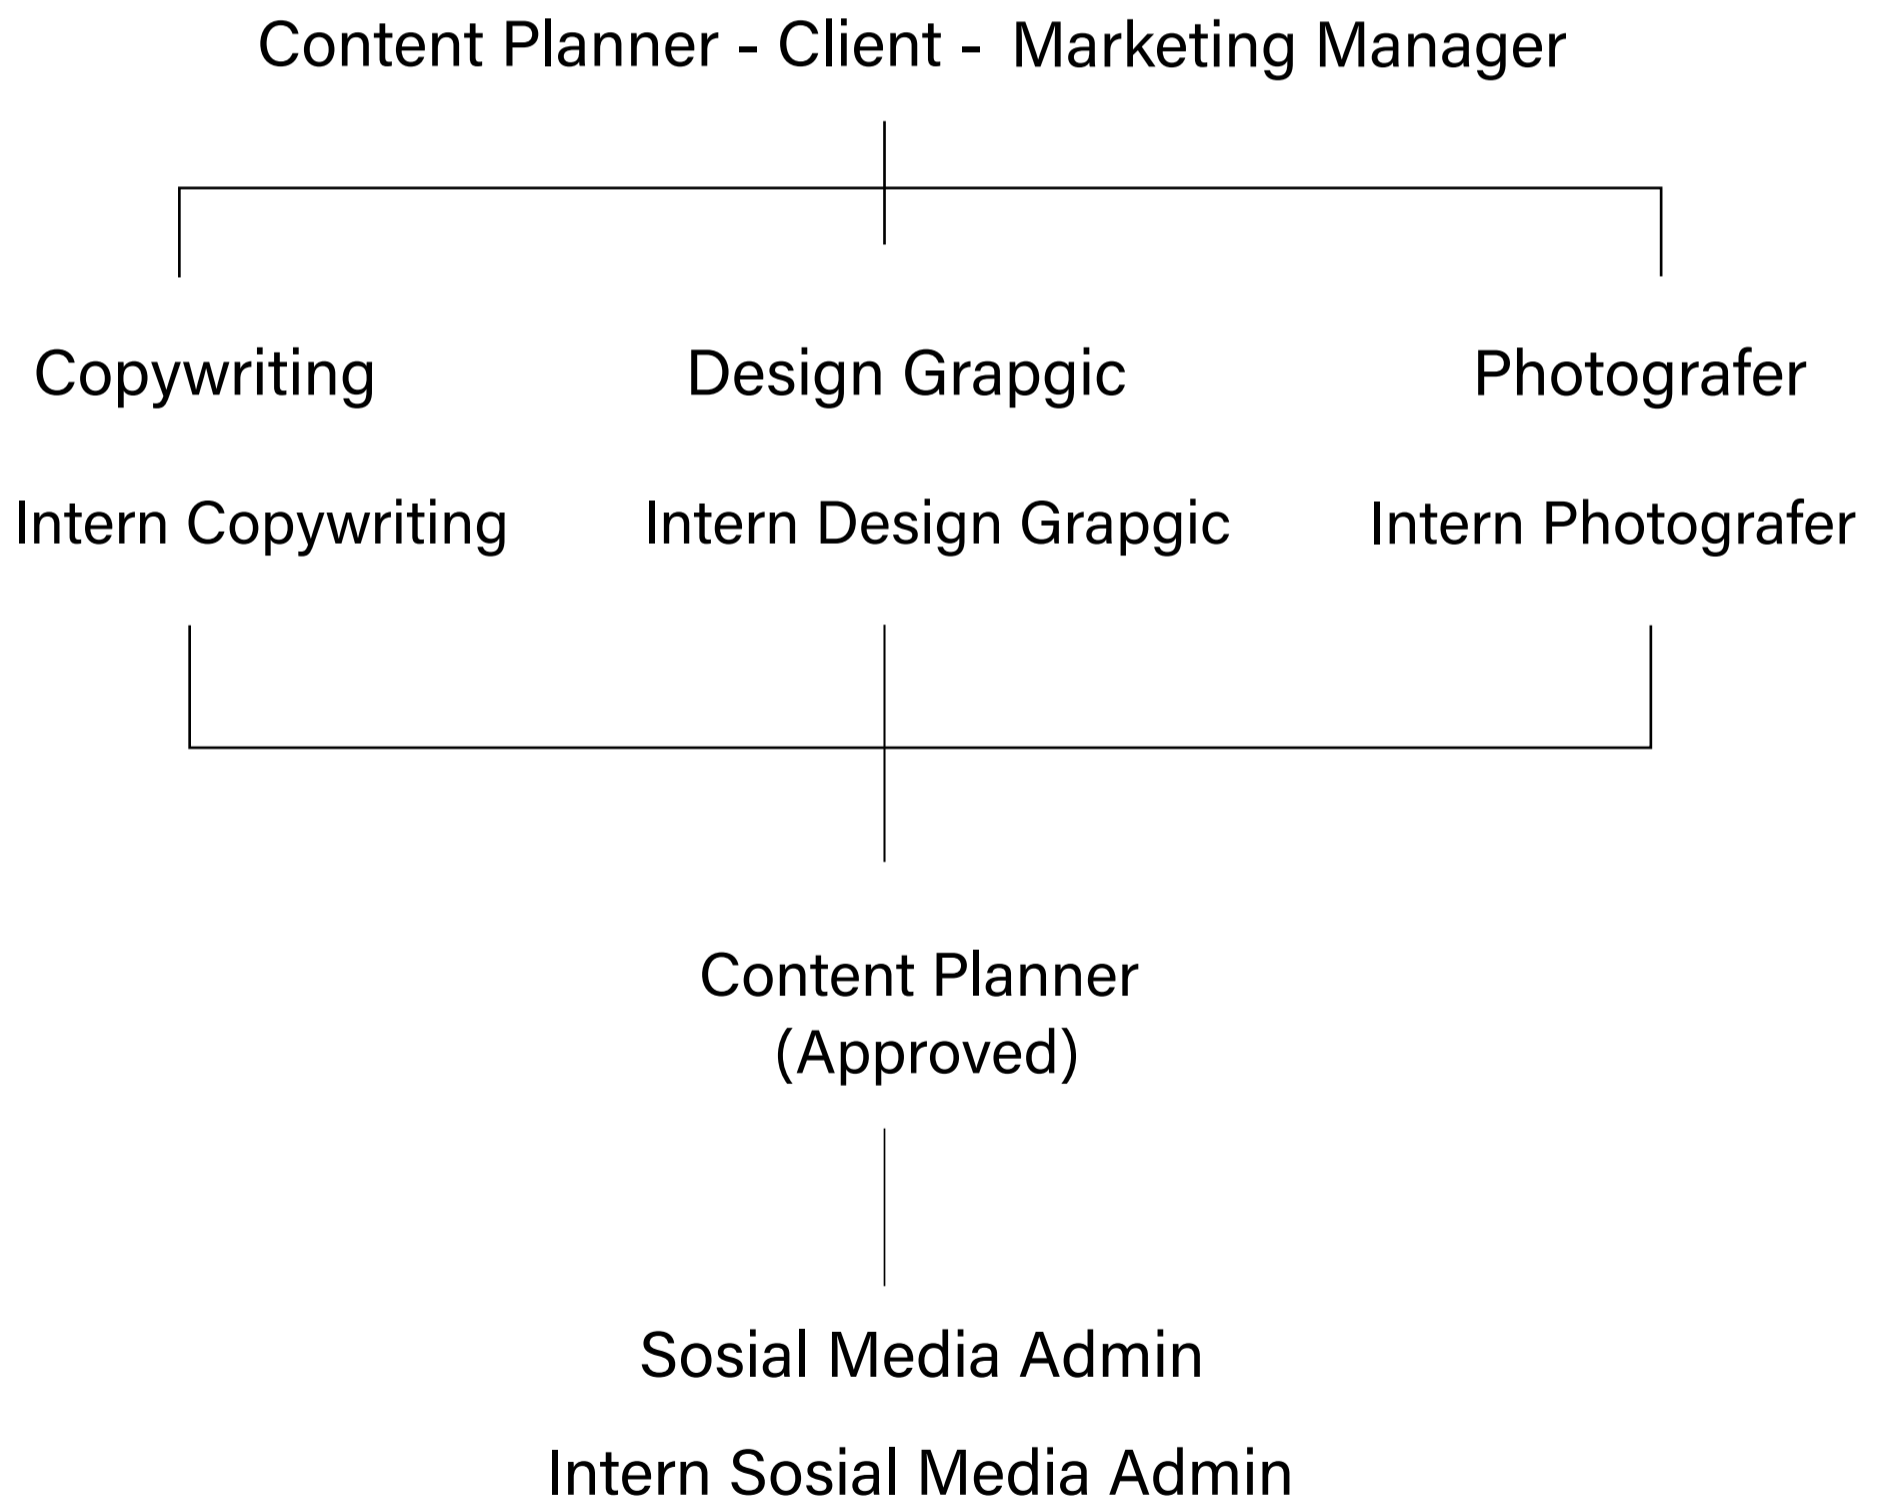 Content Planner - Client - Marketing Manager
Copywriting Design Grapgic Photografer
Intern Copywriting Intern Design Grapgic Intern Photografer
Content Planner
(Approved)
Sosial Media Admin
Intern Sosial Media Admin